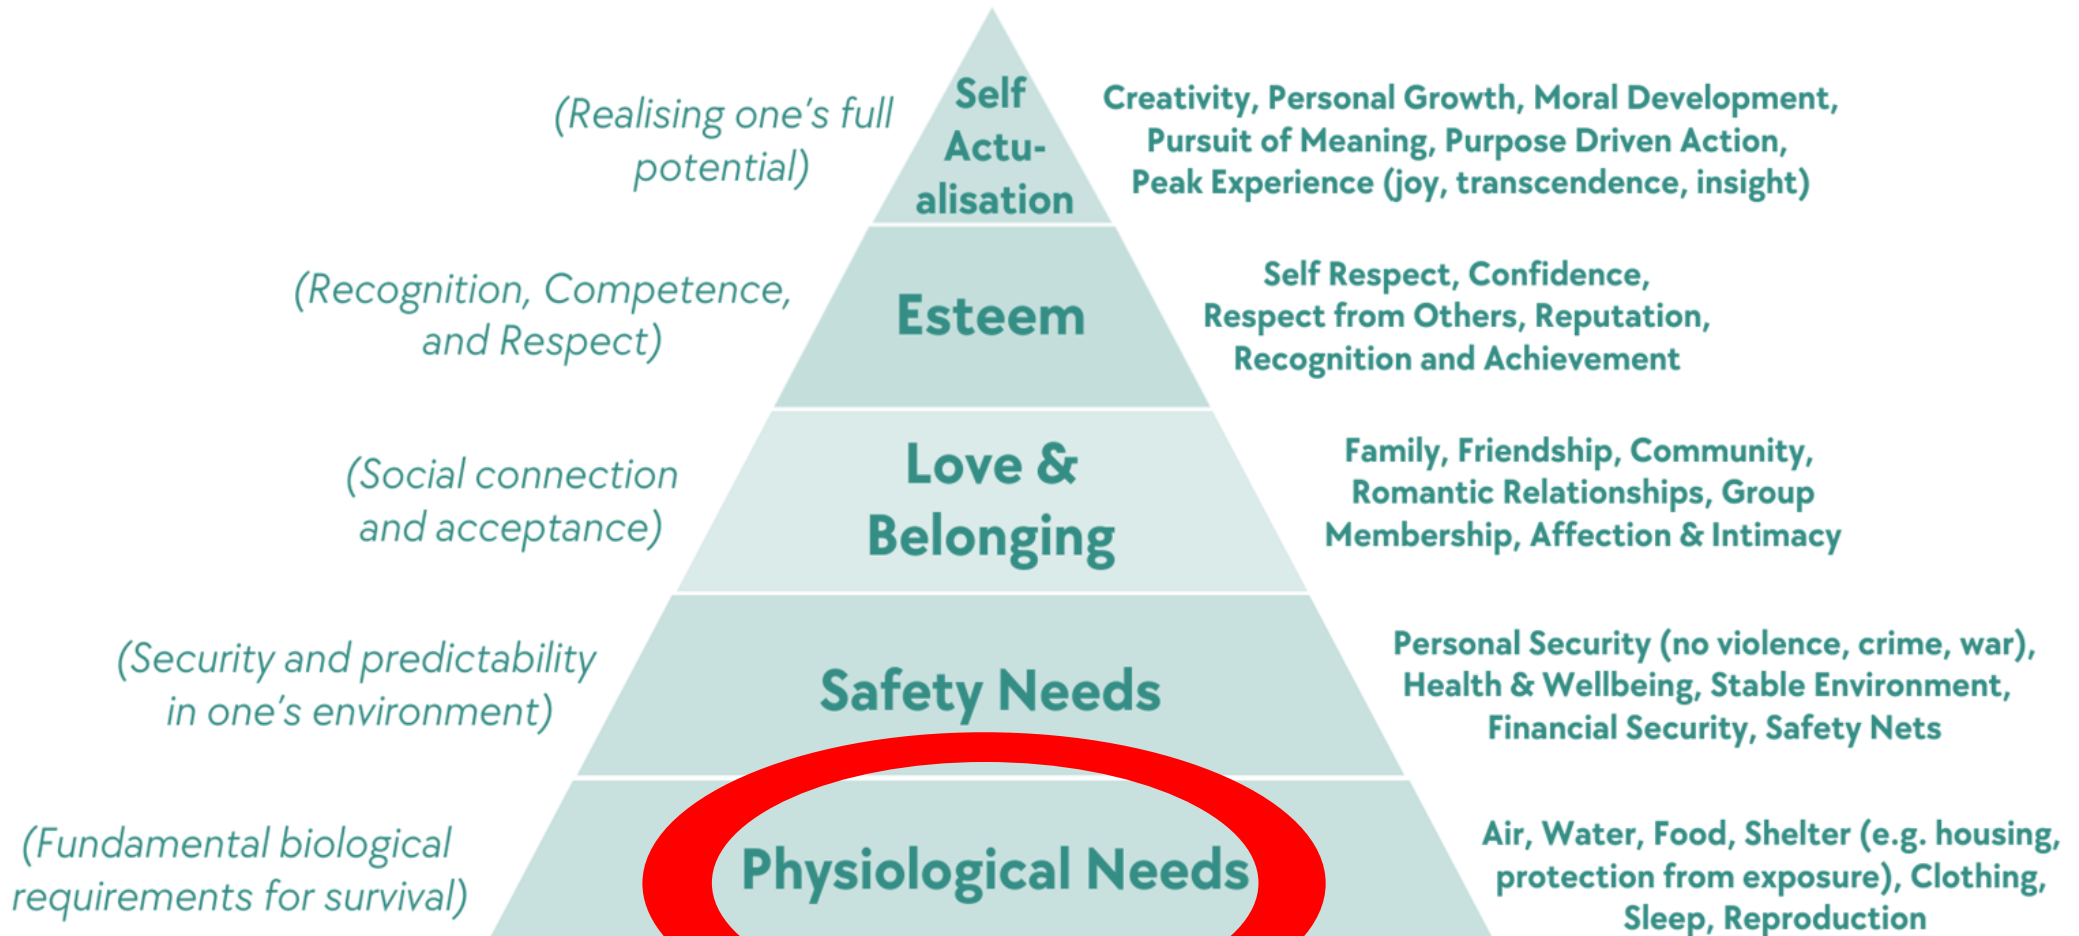 (Realising one's full
potential)
Self
Actu-
alisation
Creativity, Personal Growth, Moral Development,
Pursuit of Meaning, Purpose Driven Action,
Peak Experience (joy, transcendence, insight)
(Recognition, Competence,
and Respect)
Esteem
Self Respect, Confidence,
Respect from Others, Reputation,
Recognition and Achievement
(Social connection
and acceptance)
Love &
Belonging
Family, Friendship, Community,
Romantic Relationships, Group
Membership, Affection & Intimacy
(Security and predictability
in one's environment)
Safety Needs
Personal Security (no violence, crime, war),
Health & Wellbeing, Stable Environment,
Financial Security, Safety Nets
(Fundamental biological
requirements for survival)
Physiological Needs
Air, Water, Food, Shelter (e.g. housing,
protection from exposure), Clothing,
Sleep, Reproduction